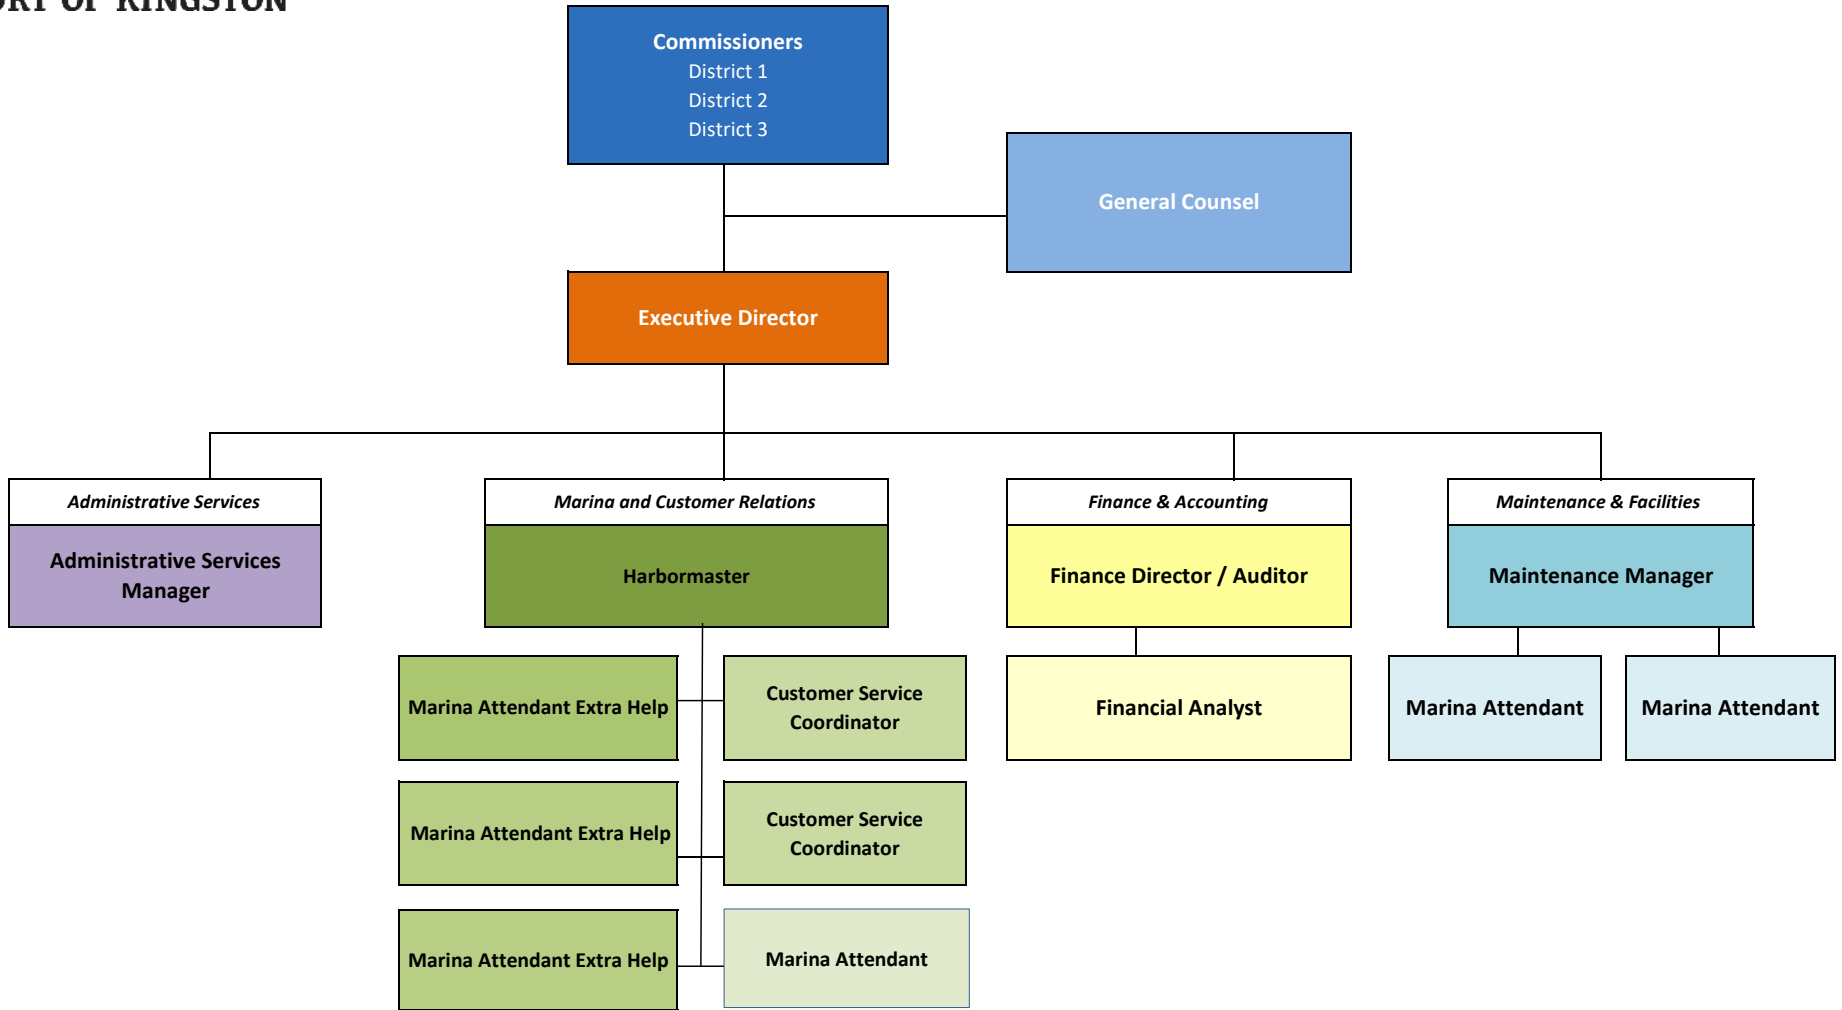 OF KINGSTON
Commissioners
District 1
District 2
District 3
General Counsel
Executive Director
Administrative Services
Administrative Services
Manager
Marina and Customer Relations
Harbormaster
Finance & Accounting
Finance Director / Auditor
Maintenance & Facilities
Maintenance Manager
Marina Attendant Extra Help
Customer Service
Coordinator
Financial Analyst
Marina Attendant
Marina Attendant
Marina Attendant Extra Help
Customer Service
Coordinator
Marina Attendant Extra Help
Marina Attendant